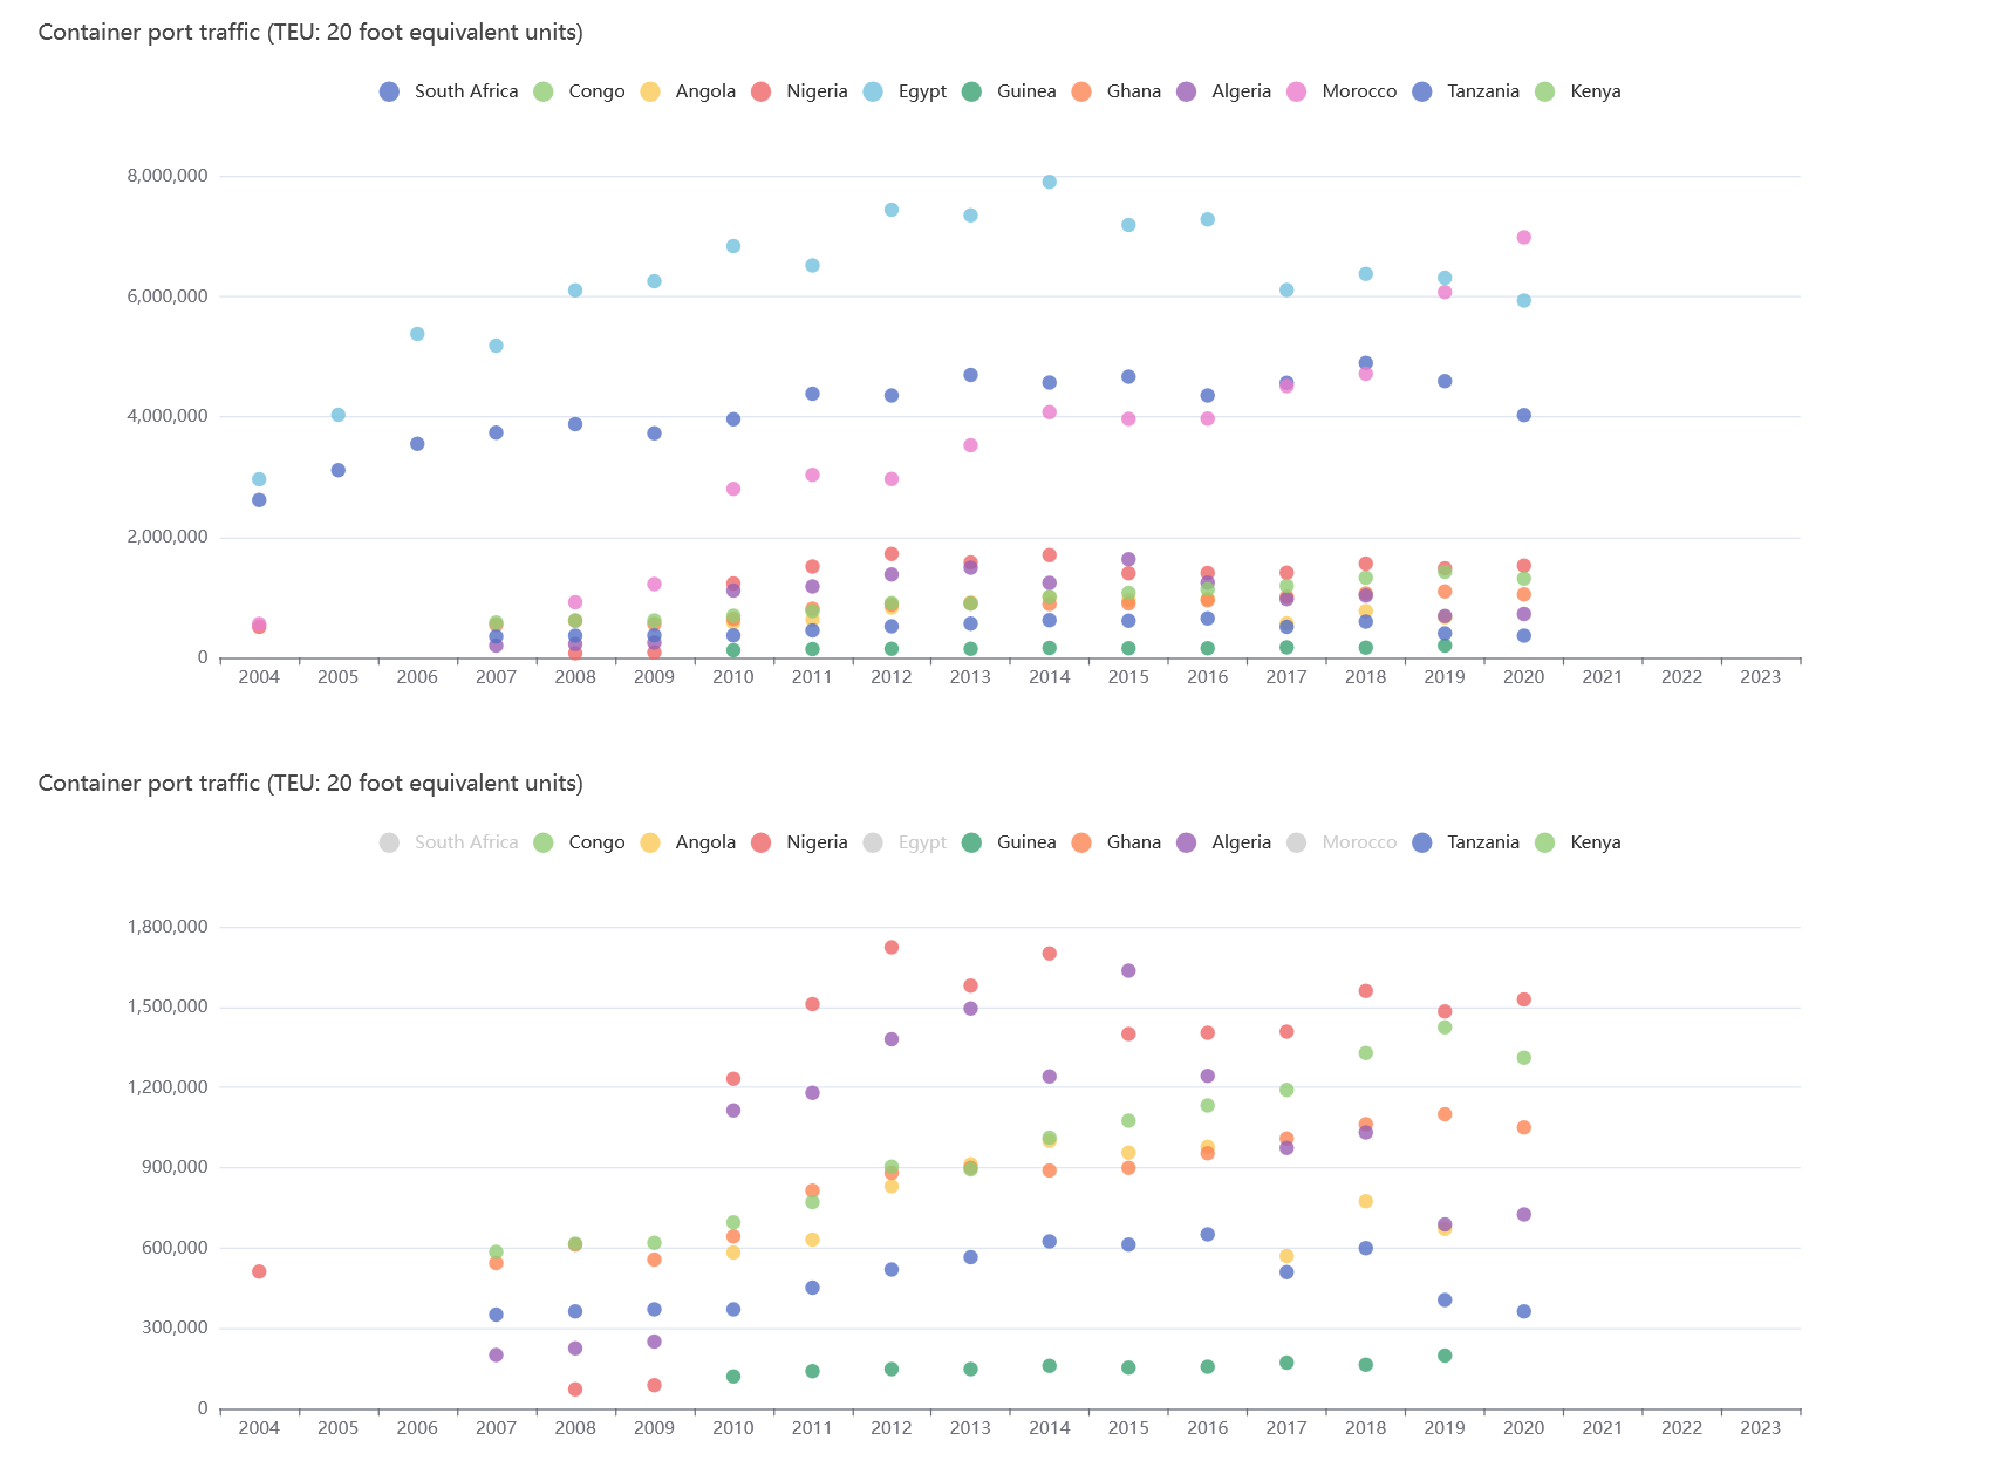 Container port traffic (TEU: 20 foot equivalent units)
South Africa Congo Angola Nigeria Egypt Guinea Ghana Algeria Morocco Tanzania Kenya
8,000,000
6,000,000
4,000,000
2,000,000
0
2004 2005 2006 2007 2008 2009 2010 2011 2012 2013 2014 2015 2016 2017 2018 2019 2020 2021 2022 2023
Container port traffic (TEU: 20 foot equivalent units)
South Africa Congo Angola Nigeria Egypt Guinea Ghana Algeria Morocco Tanzania Kenya
1,800,000
1,500,000
1,200,000
900,000
600,000
300,000
0
2004 2005 2006 2007 2008 2009 2010 2011 2012 2013 2014 2015 2016 2017 2018 2019 2020 2021 2022 2023